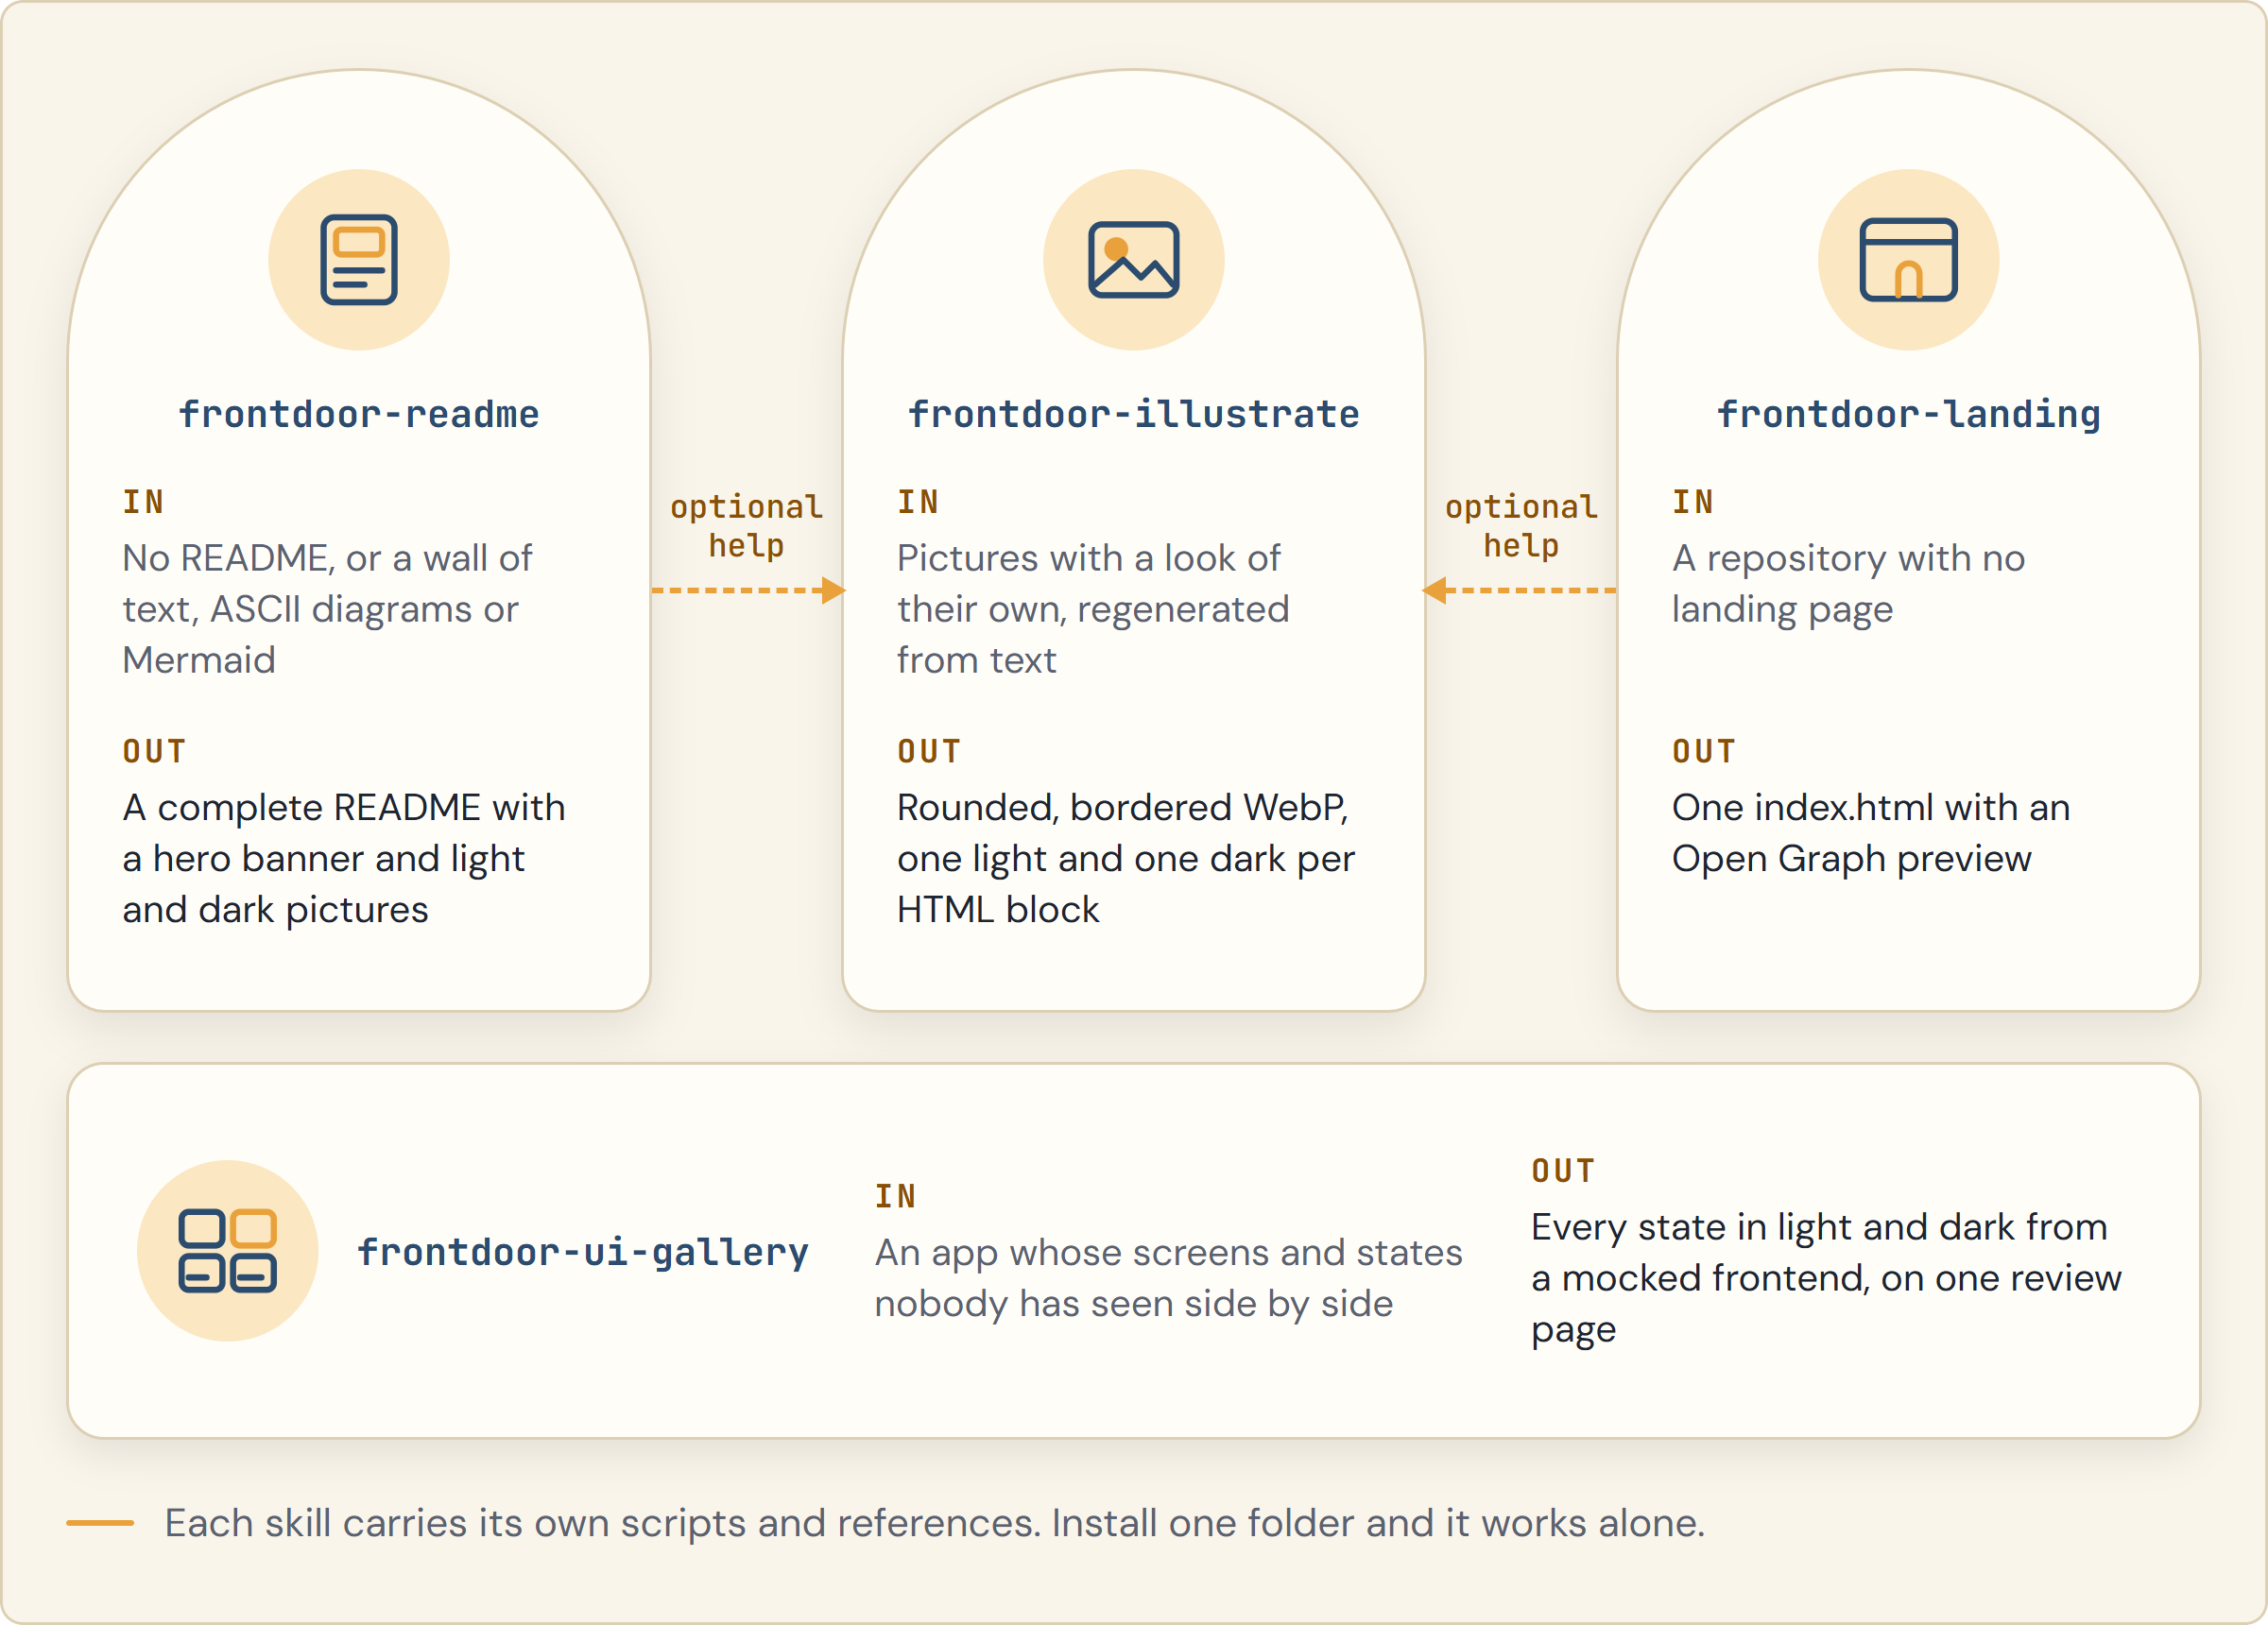 frontdoor-readme
IN
No README, or a wall of
text, ASCII diagrams or
Mermaid
OUT
A complete README with
a hero banner and light
and dark pictures
optional
help
frontdoor-illustrate
IN
Pictures with a look of
their own, regenerated
from text
OUT
Rounded, bordered WebP,
one light and one dark per
HTML block
optional
help
frontdoor-landing
IN
A repository with no
landing page
OUT
One index.html with an
Open Graph preview
frontdoor-ui-gallery
IN
An app whose screens and states
nobody has seen side by side
OUT
Every state in light and dark from
a mocked frontend, on one review
page
Each skill carries its own scripts and references. Install one folder and it works alone.